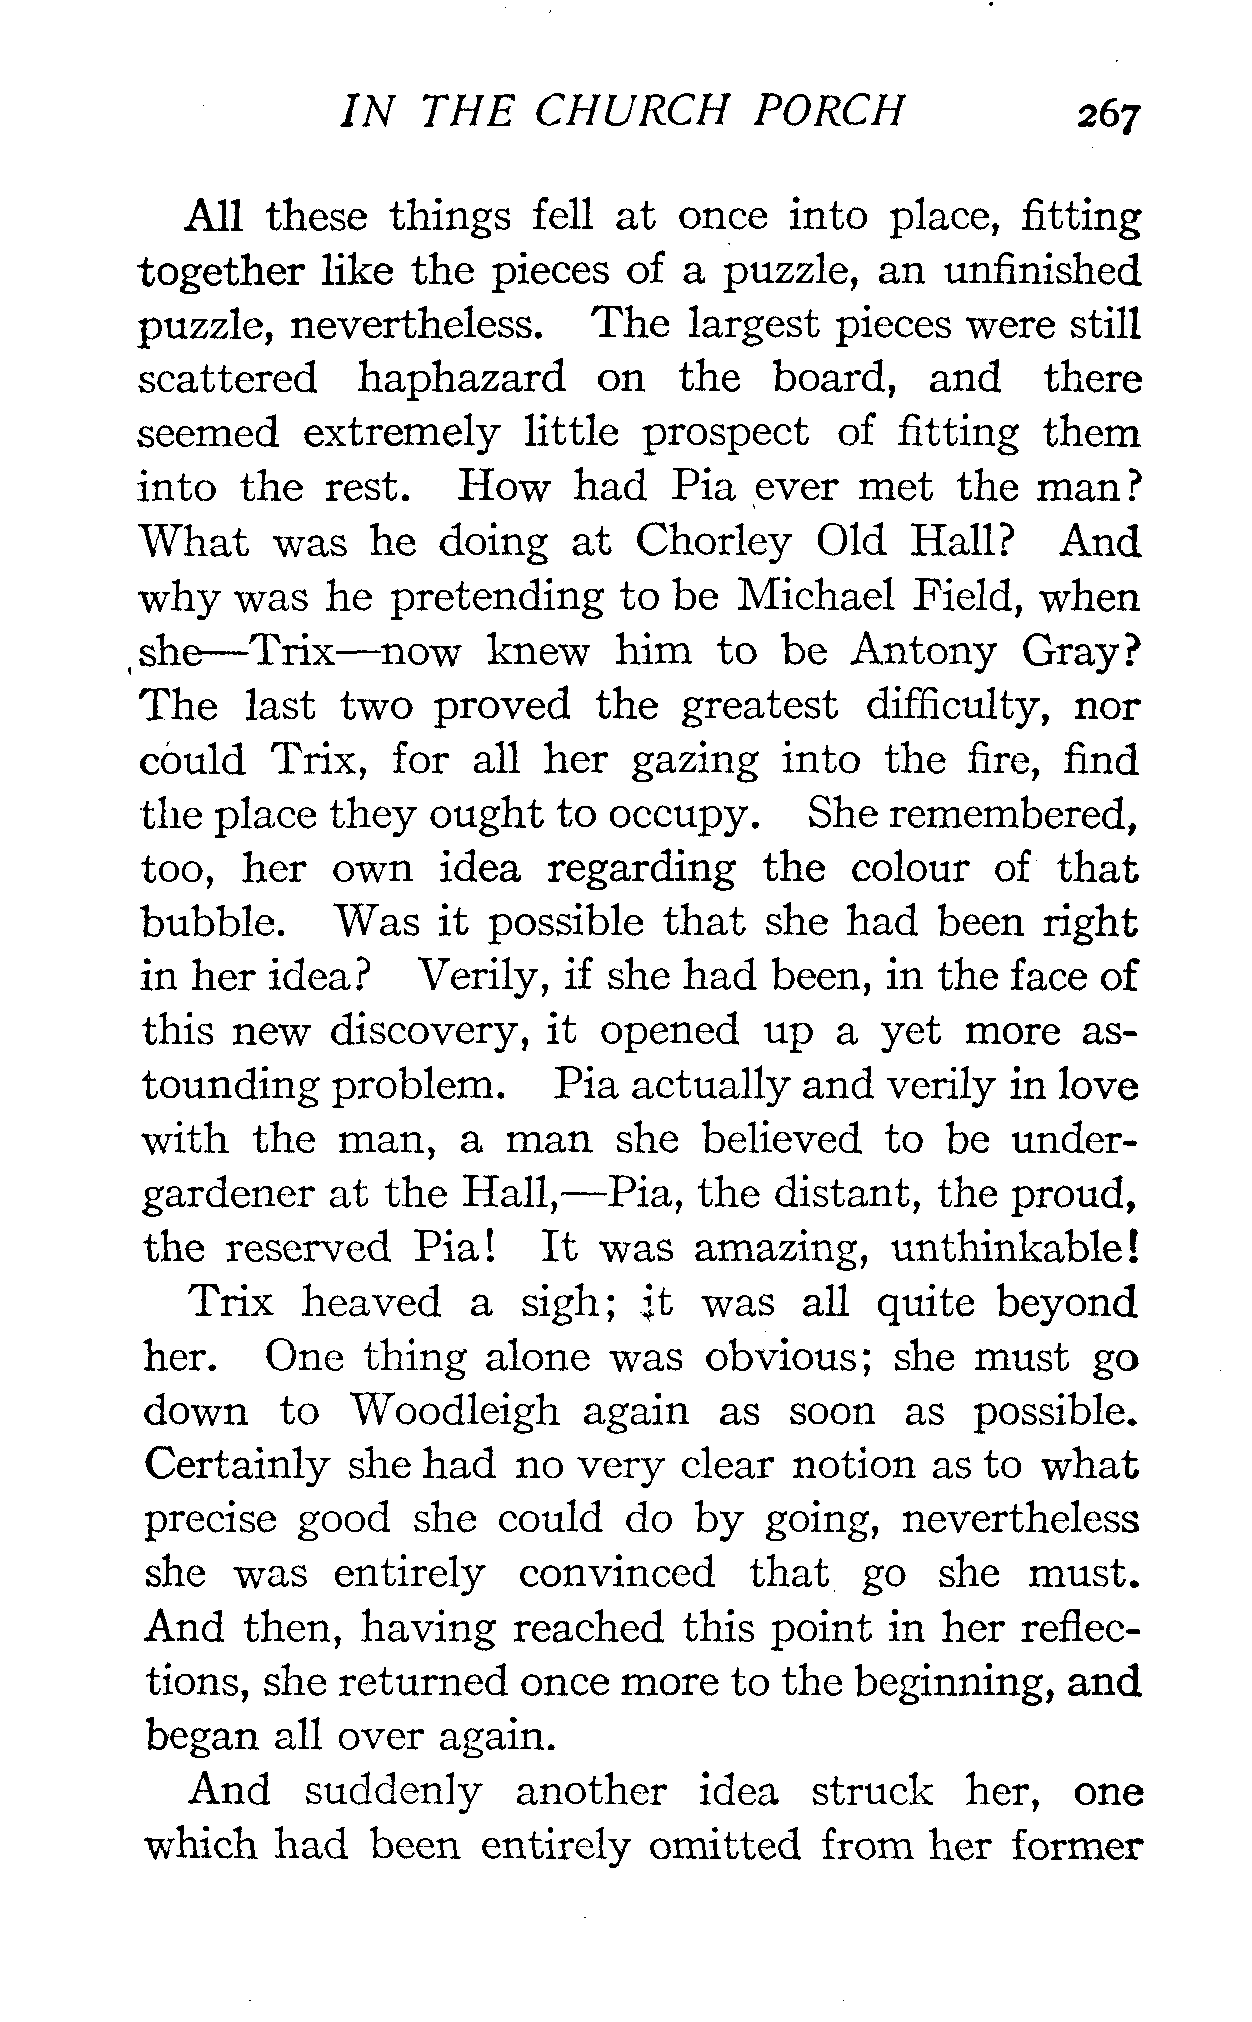 IN THE CHURCH PORCH 267
All these things fell at once into place, fitting
together like the pieces of a puzzle, an unfinished
puzzle, nevertheless. The largest pieces were still
scattered haphazard on the board, and there
seemed extremely little prospect of fitting them
into the rest. How had Pia ever met the man?
What was he doing at Chorley Old Hall? And
why was he pretending to be Michael Field, when
she—Trix—now knew him to be Antony Gray?
The last two proved the greatest difficulty, nor
could Trix, for all her gazing into the fire, find
the place they ought to occupy. She remembered,
too, her own idea regarding the colour of that
bubble. Was it possible that she had been right
in her idea? Verily, if she had been, in the face of
this new discovery, it opened up a yet more as-
tounding problem. Pia actually and verily in love
with the man, a man she believed to be under-
gardener at the Hall,—Pia, the distant, the proud,
the reserved Pia! It was amazing, unthinkable!
Trix heaved a sigh; it was all quite beyond
her. One thing alone was obvious; she must go
down to Woodleigh again as soon as possible.
Certainly she had no very clear notion as to what
precise good she could do by going, nevertheless
she was entirely convinced that go she must.
And then, having reached this point in her reflec-
tions, she returned once more to the beginning, and
began all over again.
And suddenly another idea struck her, one
which had been entirely omitted from her former